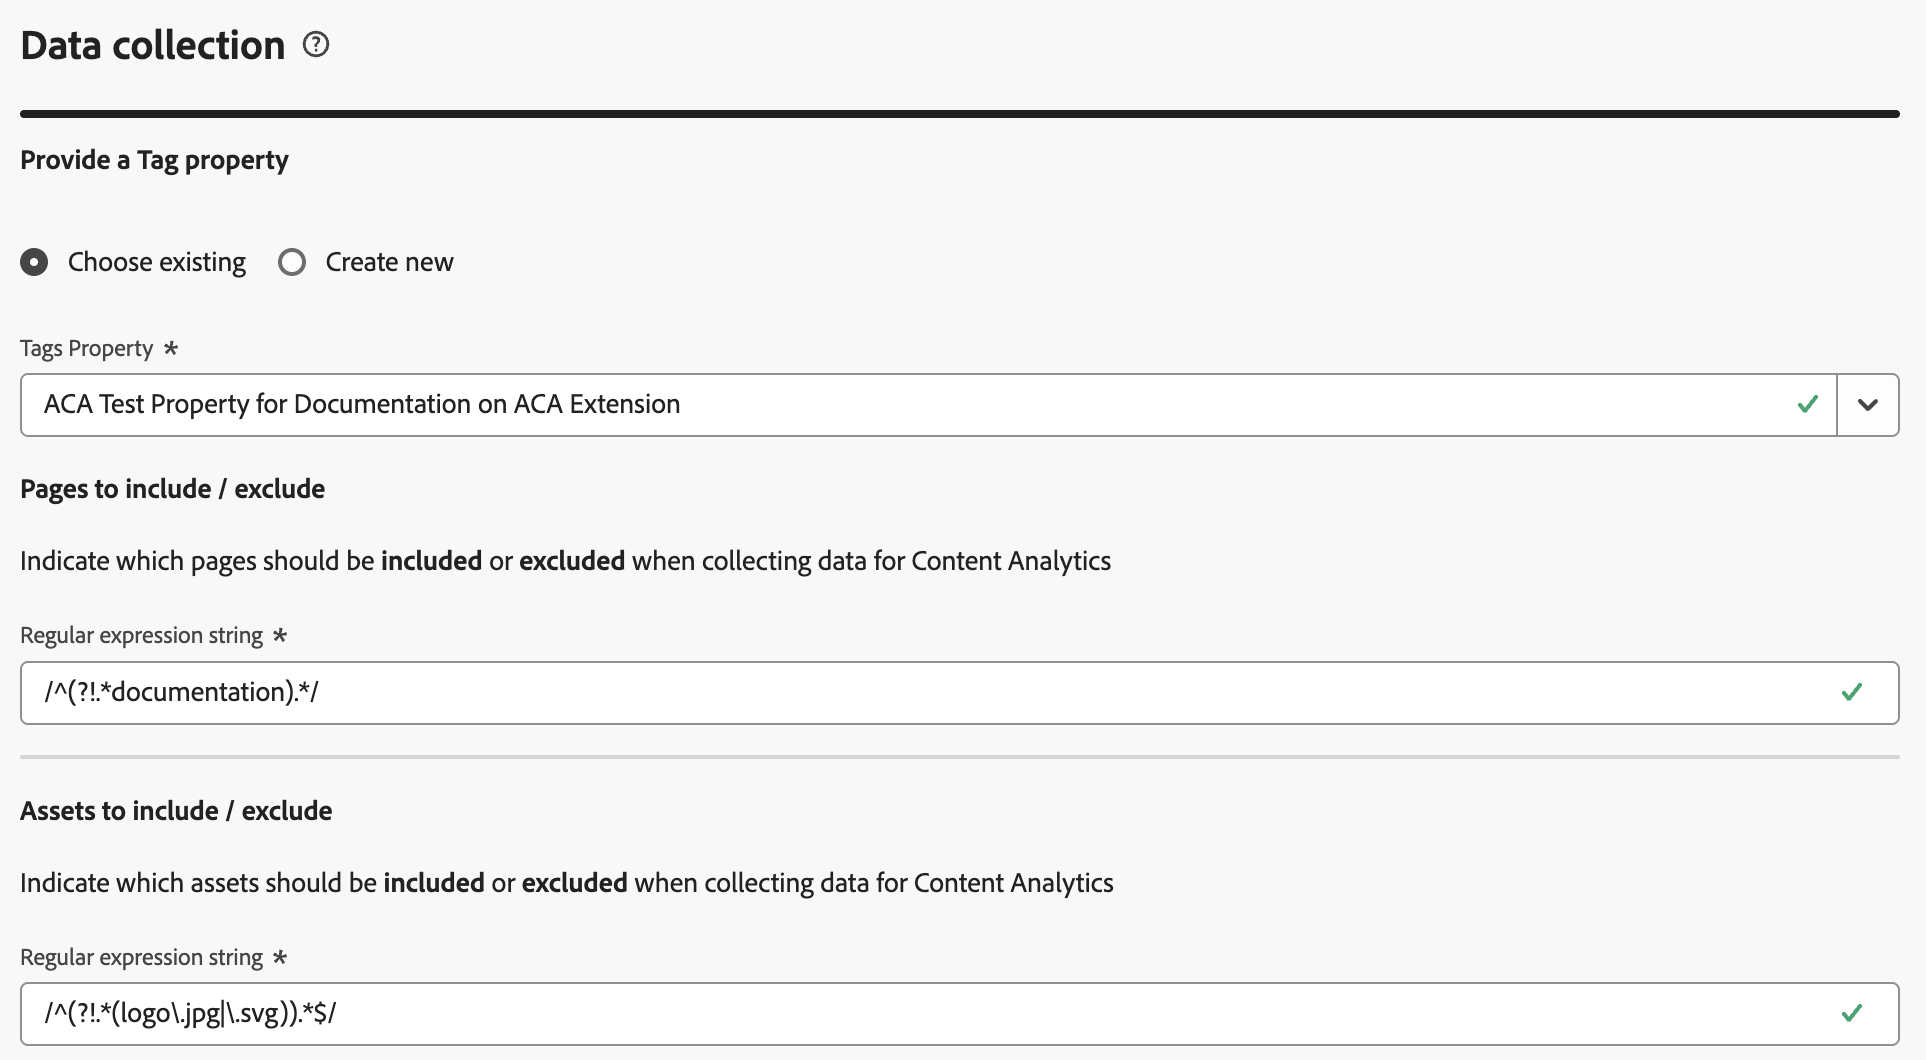 Data collection
Provide a Tag property
Choose existing Create new
Tags Property *
ACA Test Property for Documentation on ACA Extension
Pages to include / exclude
Indicate which pages should be included or excluded when collecting data for Content Analytics
Regular expression string *
/^(?!.*documentation).*/
Assets to include / exclude
Indicate which assets should be included or excluded when collecting data for Content Analytics
Regular expression string *
/^(?!.*(logo\.jpg|\.svg)).*$/